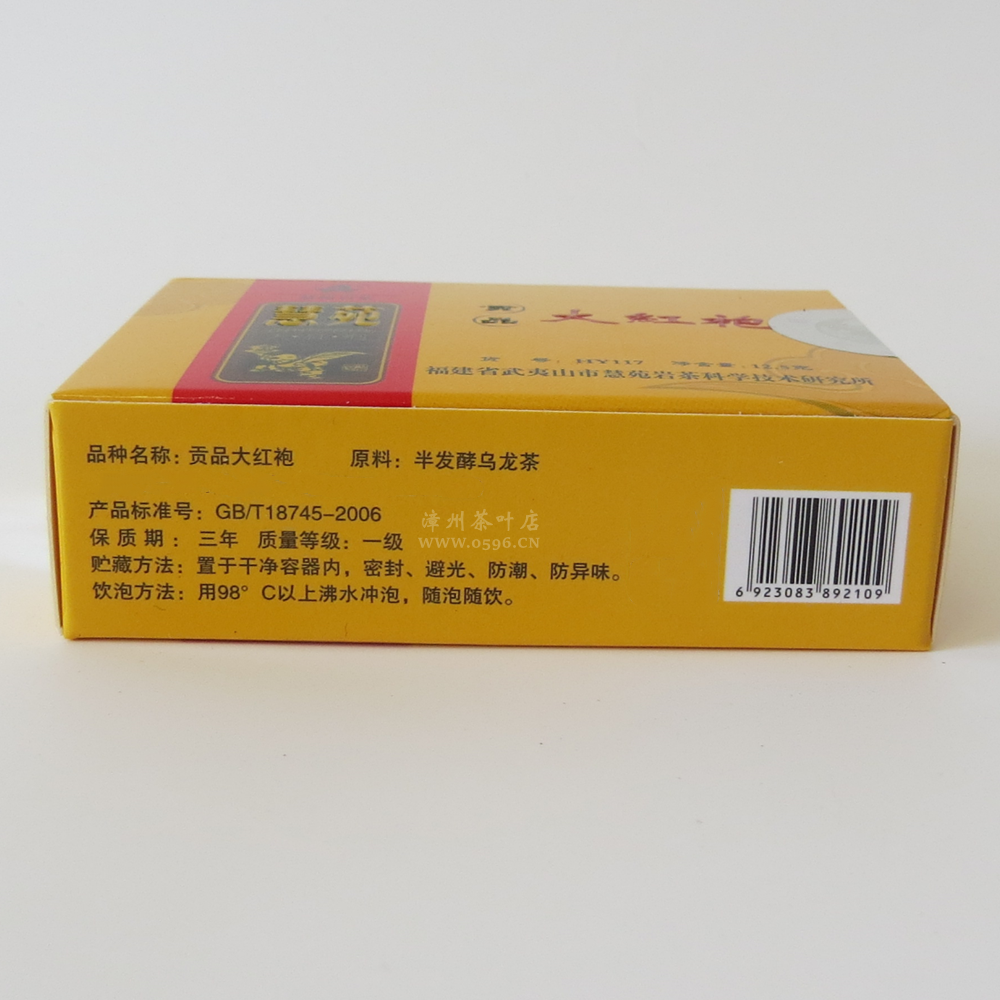 慧苑
贡品 大紅袍
货 号：HY117 净含量：12.5克
福建省武夷山市慧苑岩茶科学技术研究所
品种名称：贡品大红袍 原料：半发酵乌龙茶
产品标准号：GB/T18745-2006
保 质 期：三年 质量等级：一级
贮藏方法：置于干净容器内，密封、避光、防潮、防异味。
饮泡方法：用98°C以上沸水冲泡，随泡随饮。
漳州茶叶店
WWW.0596.CN
6 923083 892109